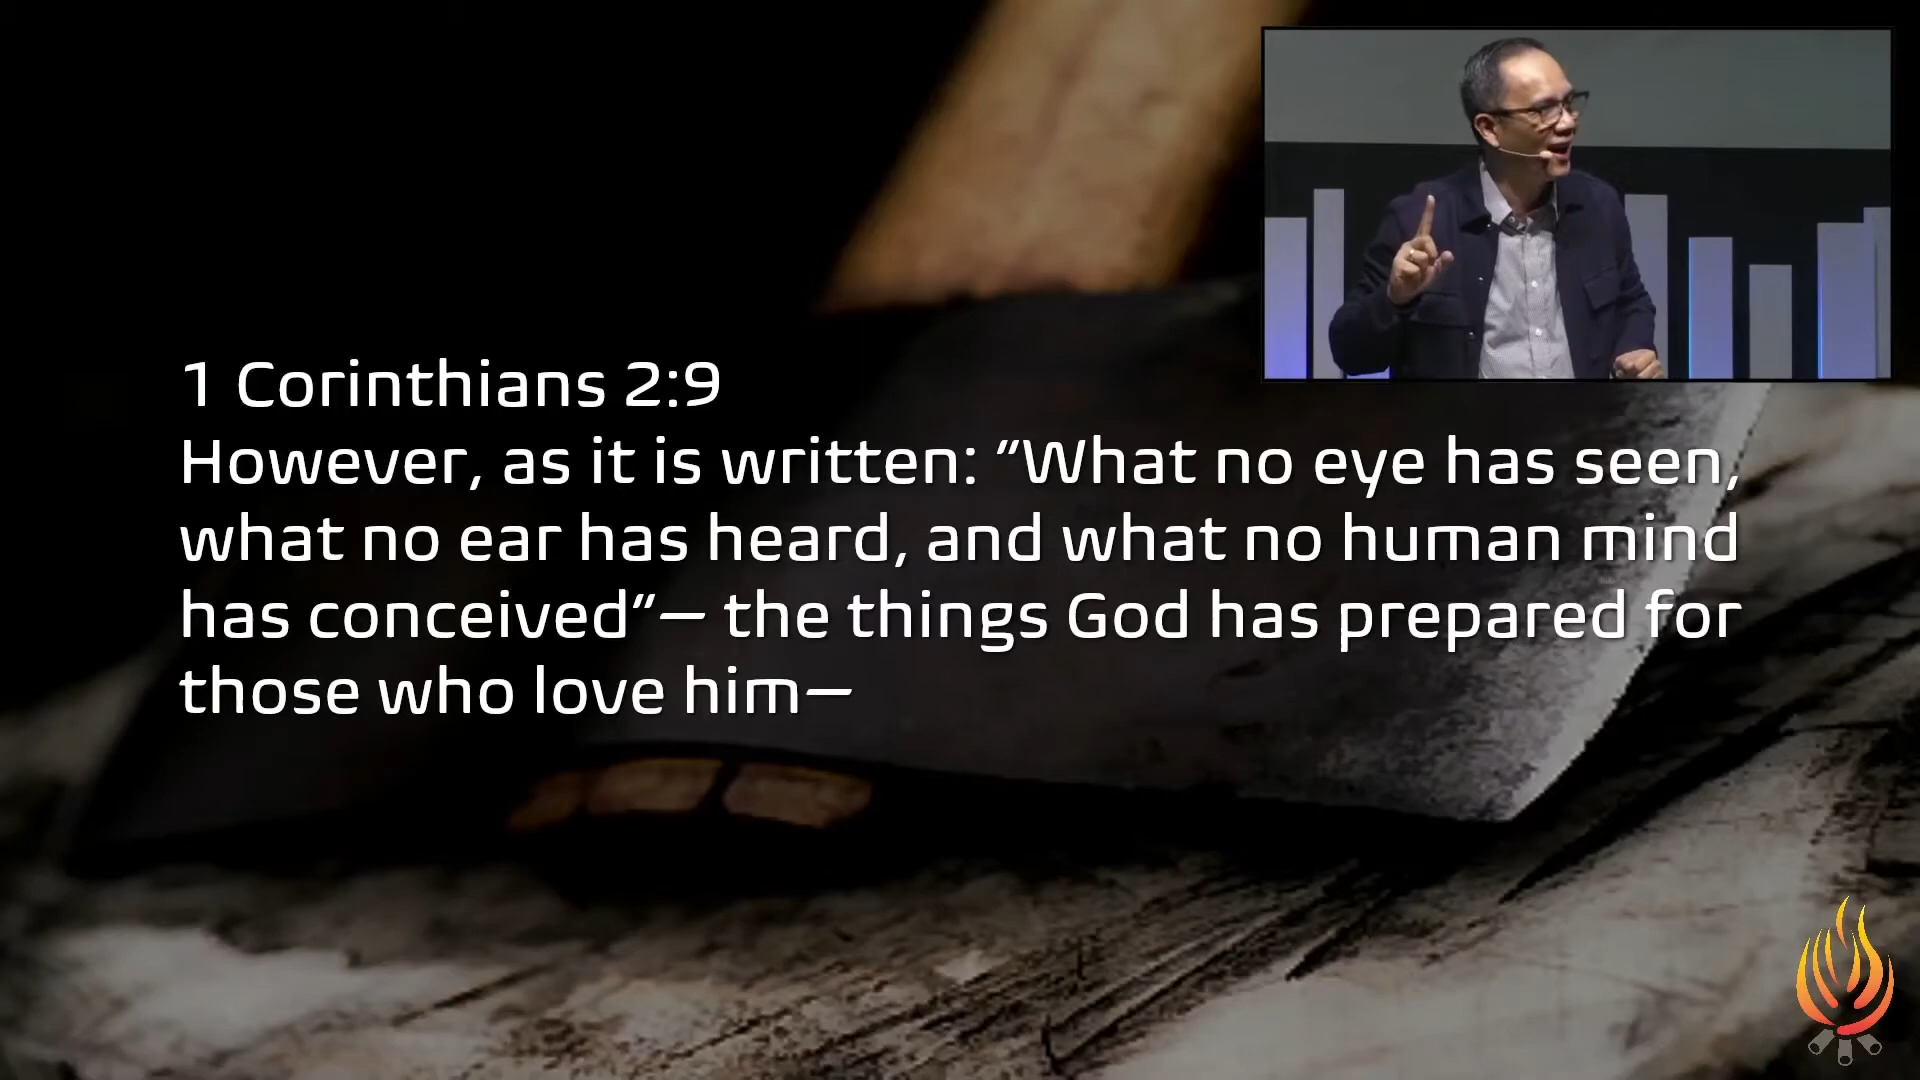 1 Corinthians 2:9
However, as it is written: “What no eye has seen,
what no ear has heard, and what no human mind
has conceived”— the things God has prepared for
those who love him—